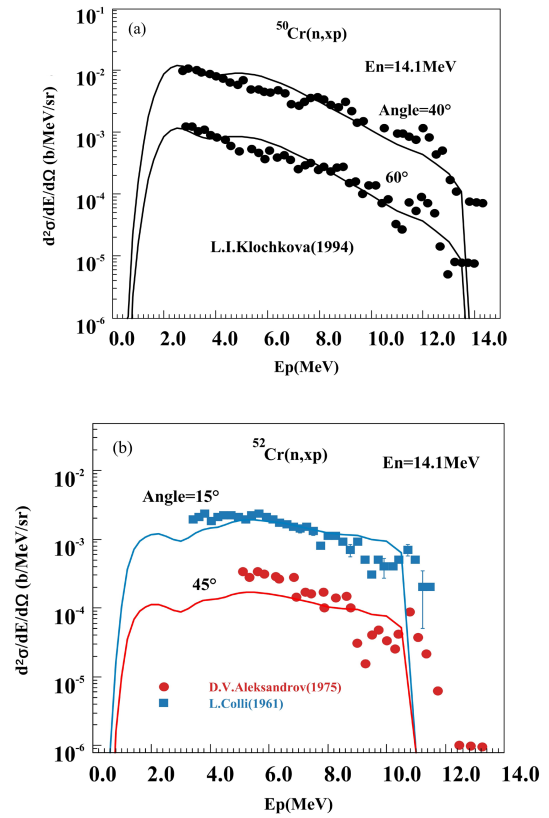 (a)
⁵⁰Cr(n,xp)
En=14.1MeV
Angle=40°
60°
L.I.Klochkova(1994)
d²σ/dE/dΩ (b/MeV/sr)
10⁻¹
10⁻²
10⁻³
10⁻⁴
10⁻⁵
10⁻⁶
0.0 2.0 4.0 6.0 8.0 10.0 12.0 14.0
Ep(MeV)
(b)
⁵²Cr(n,xp)
En=14.1MeV
Angle=15°
45°
D.V.Aleksandrov(1975)
L.Colli(1961)
d²σ/dE/dΩ (b/MeV/sr)
10⁻²
10⁻³
10⁻⁴
10⁻⁵
10⁻⁶
0.0 2.0 4.0 6.0 8.0 10.0 12.0 14.0
Ep(MeV)